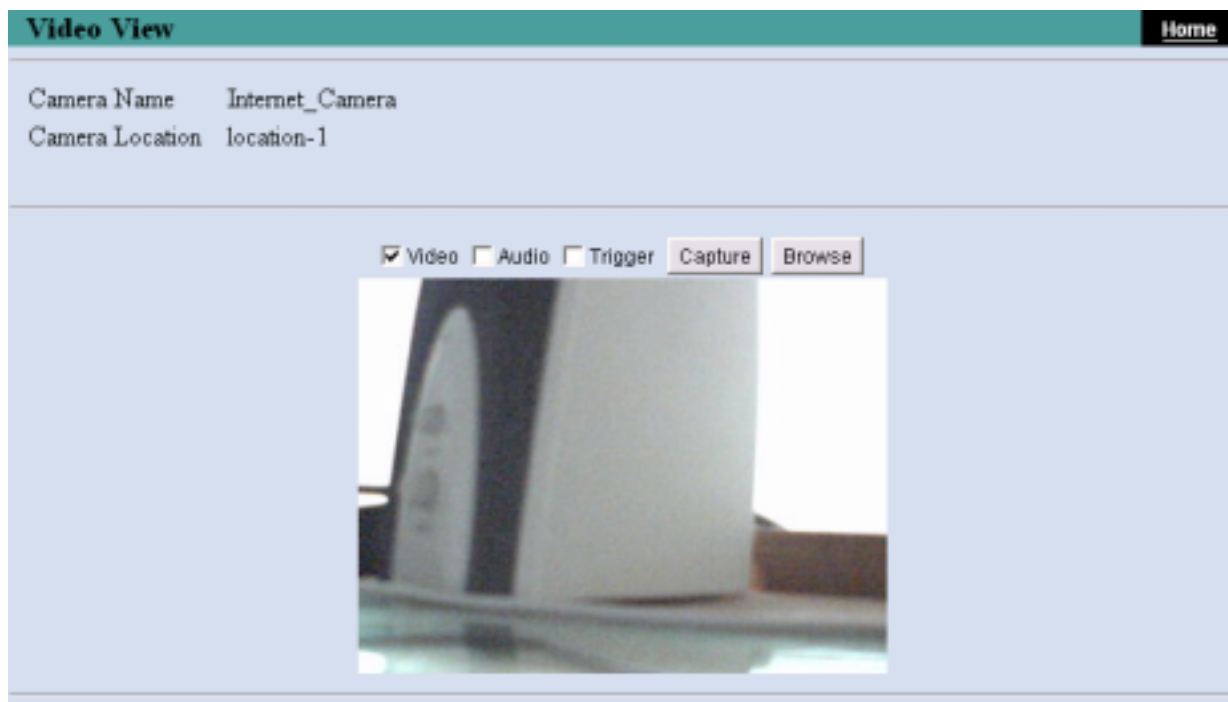 Video View Home
Camera Name Internet_Camera
Camera Location location-1
Video Audio Trigger Capture Browse